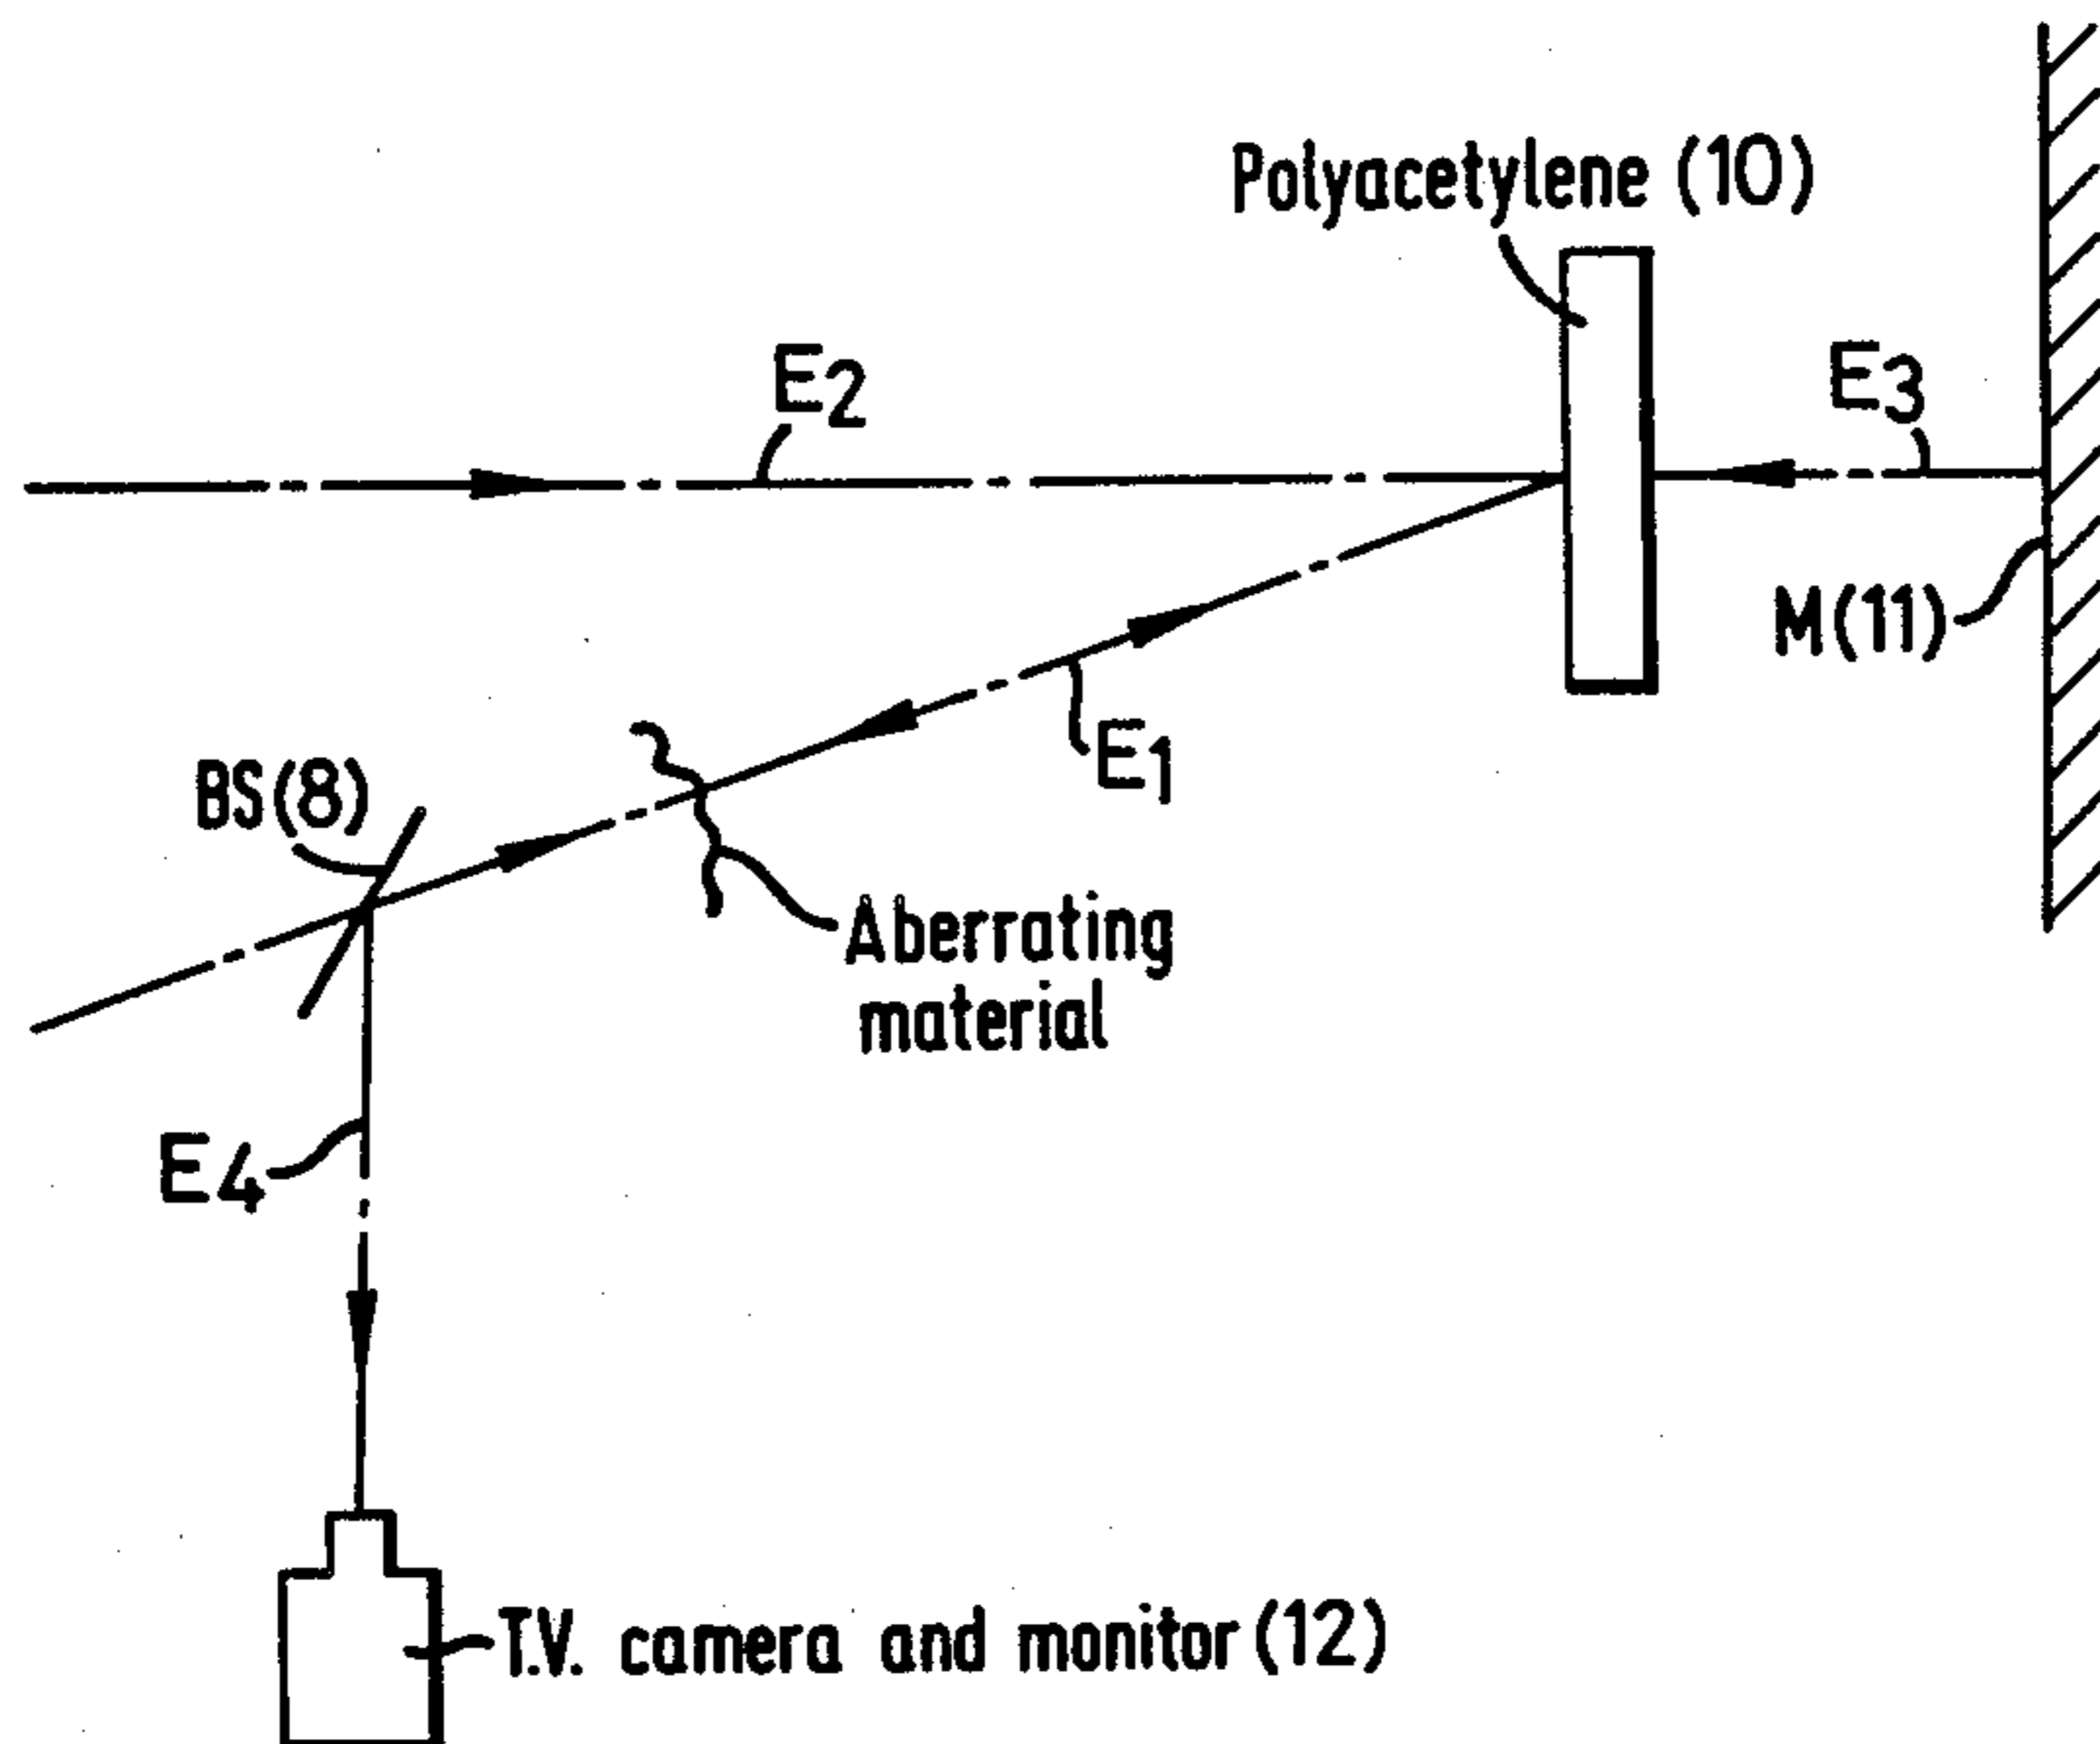 Polyacetylene (10)
E2
E3
M(11)
E1
BS(8)
Aberrating
material
E4
T.V. camera and monitor (12)